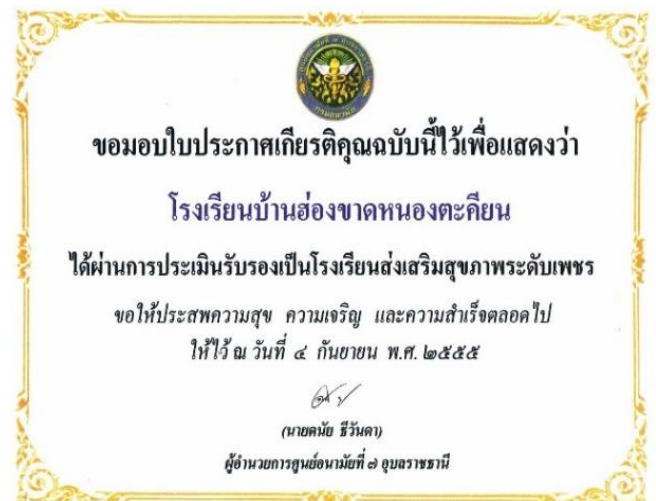 กรมอนามัย
ขอมอบใบประกาศเกียรติคุณฉบับนี้ไว้เพื่อแสดงว่า
โรงเรียนบ้านฮ่องขาดหนองตะคียน
ได้ผ่านการประเมินรับรองเป็นโรงเรียนส่งเสริมสุขภาพระดับเพชร
ขอให้ประสพความสุข ความเจริญ และความสำเร็จตลอดไป
ให้ไว้ ณ วันที่ ๔ กันยายน พ.ศ. ๒๕๕๕
(นายดนัย ธีวันดา)
ผู้อำนวยการศูนย์อนามัยที่ ๗ อุบลราชธานี